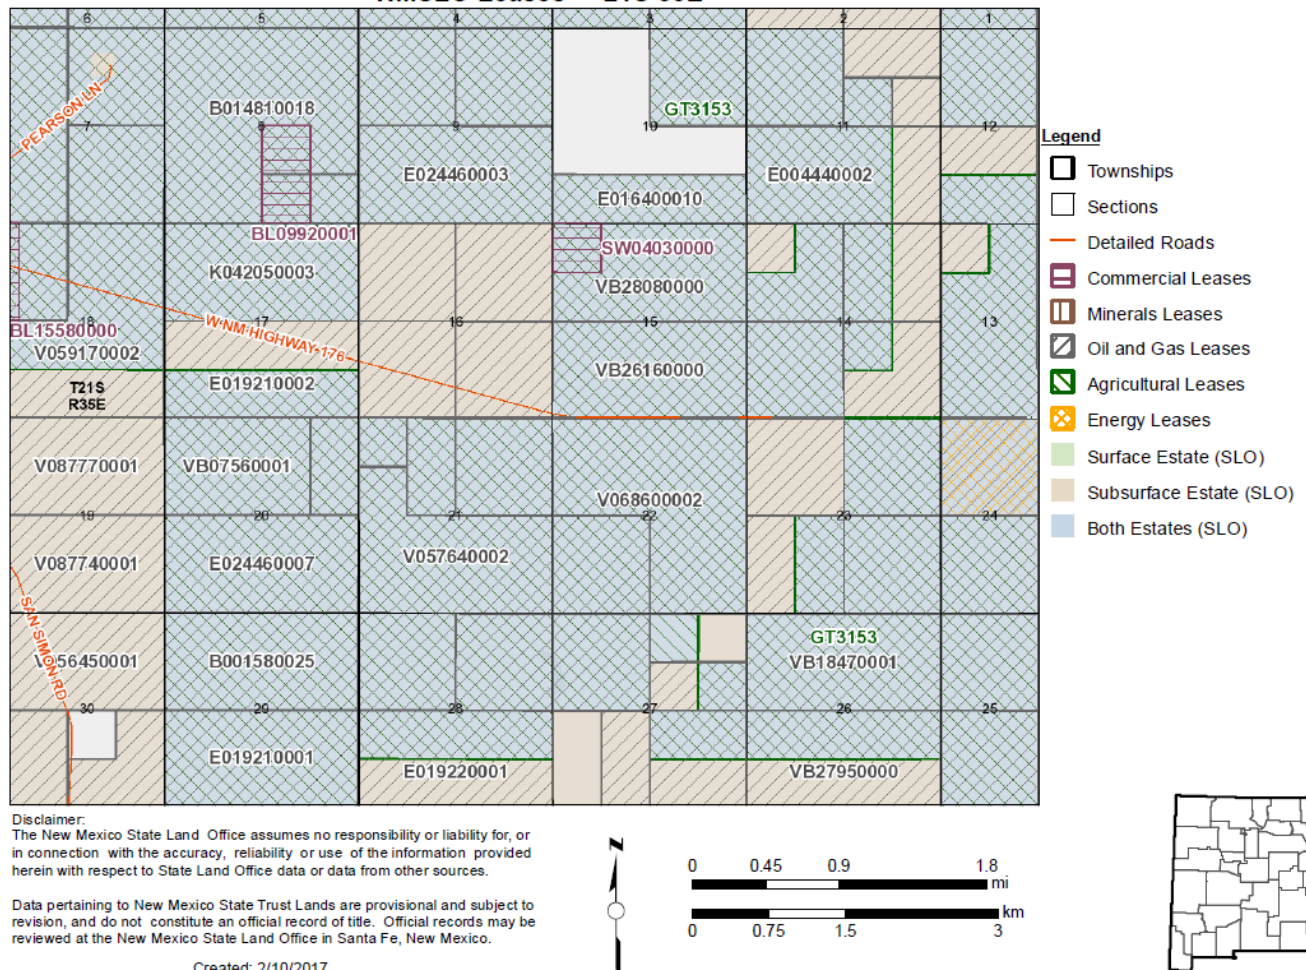 6 5 4 3 2 1
PEARSON LN
B014810018
GT3153
7 8 9 10 11 12
E024460003
E004440002
E016400010
BL09920001
SW04030000
K042050003
VB28080000
BL15580000
18 17 16 15 14 13
W NM HIGHWAY 176
V059170002
VB26160000
T21S
R35E
E019210002
V087770001
VB07560001
V068600002
19 20 21 22 23 24
V087740001
E024460007
V057640002
SAN SIMON RD
GT3153
V056450001
B001580025
VB18470001
30 29 28 27 26 25
E019210001
E019220001
VB27950000
Legend
Townships
Sections
Detailed Roads
Commercial Leases
Minerals Leases
Oil and Gas Leases
Agricultural Leases
Energy Leases
Surface Estate (SLO)
Subsurface Estate (SLO)
Both Estates (SLO)
Disclaimer:
The New Mexico State Land Office assumes no responsibility or liability for, or
in connection with the accuracy, reliability or use of the information provided
herein with respect to State Land Office data or data from other sources.
Data pertaining to New Mexico State Trust Lands are provisional and subject to
revision, and do not constitute an official record of title. Official records may be
reviewed at the New Mexico State Land Office in Santa Fe, New Mexico.
Created: 2/10/2017
N
0 0.45 0.9 1.8
mi
km
0 0.75 1.5 3